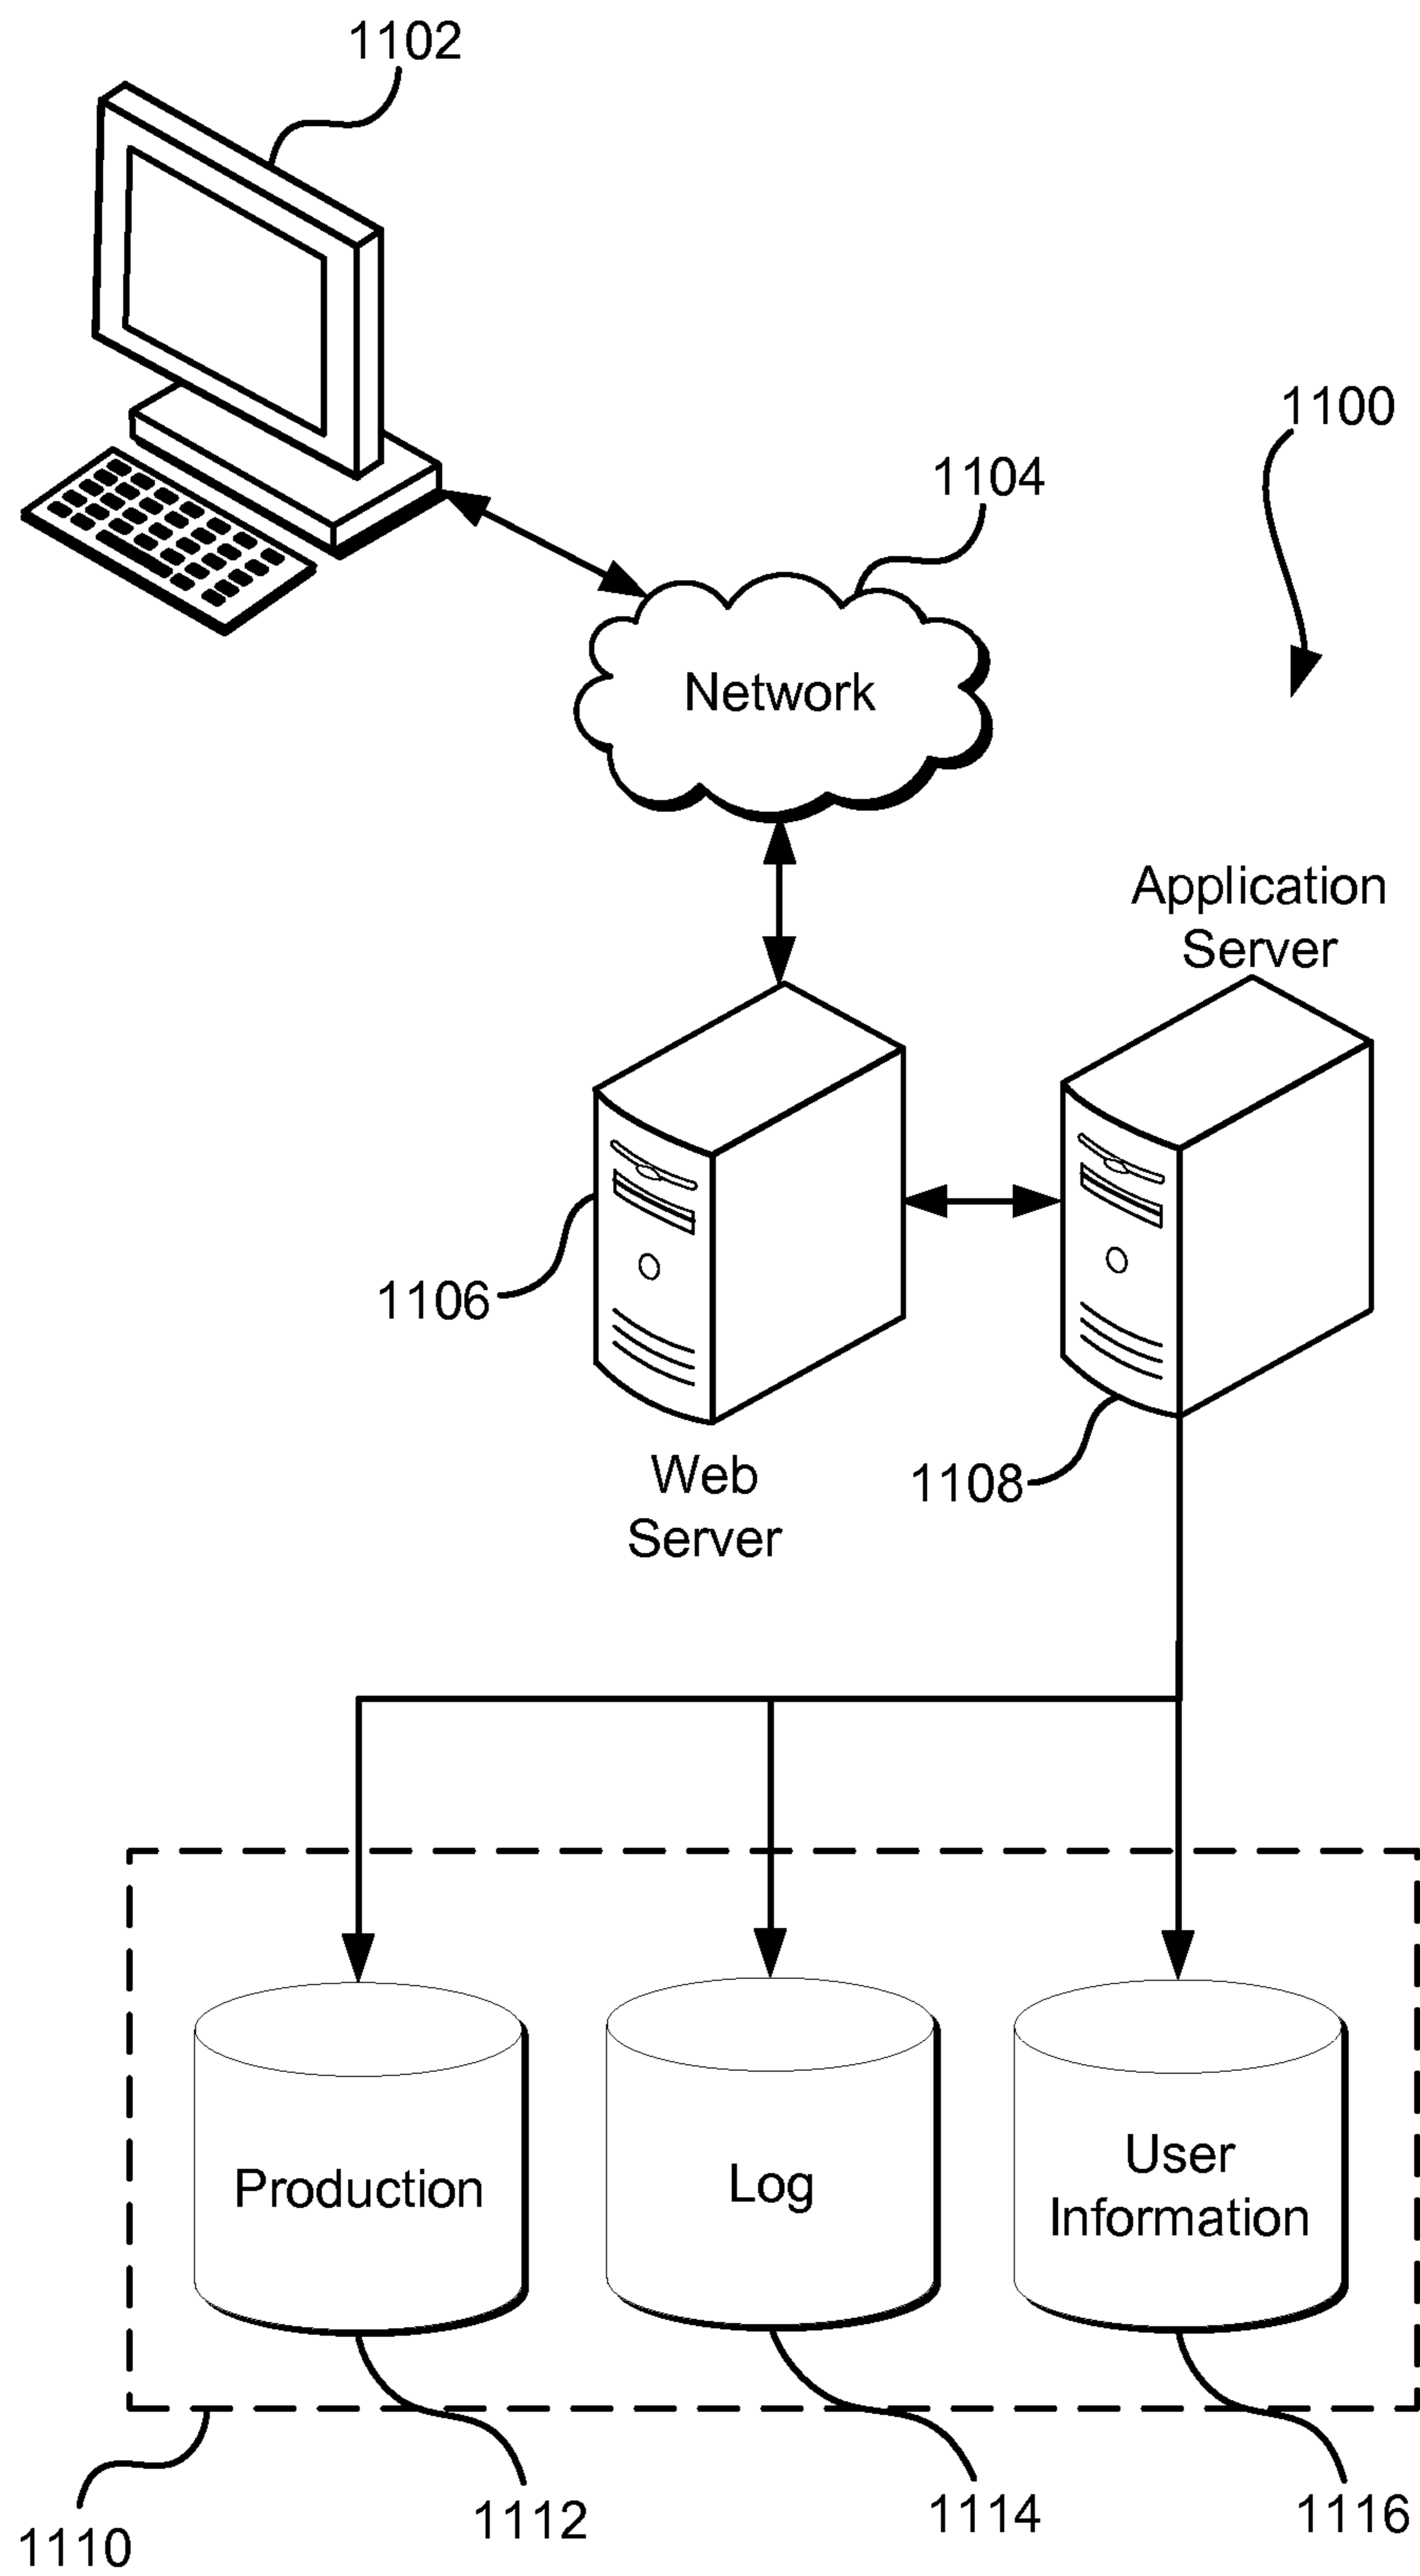 1102
1100
1104
Network
Application
Server
1106
Web
Server
1108
Production
Log
User
Information
1110
1112
1114
1116